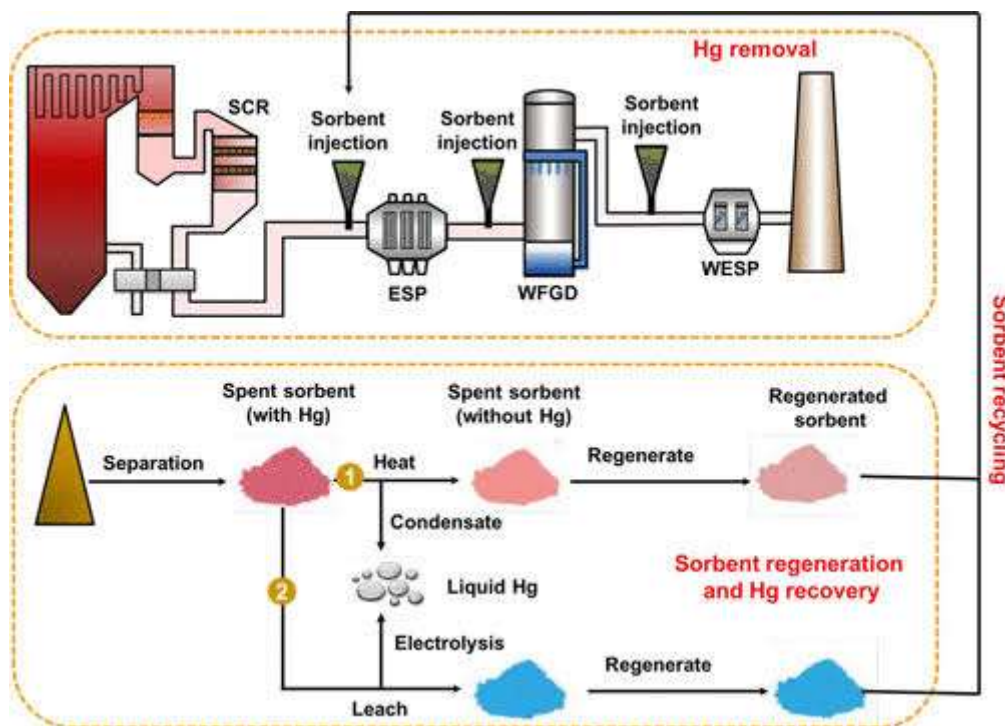 Hg removal
SCR
Sorbent
injection
Sorbent
injection
Sorbent
injection
ESP
WFGD
WESP
Sorbent recycling
Spent sorbent
(with Hg)
Spent sorbent
(without Hg)
Regenerated
sorbent
Separation
1
Heat
Regenerate
Condensate
2
Liquid Hg
Sorbent regeneration
and Hg recovery
Electrolysis
Regenerate
Leach